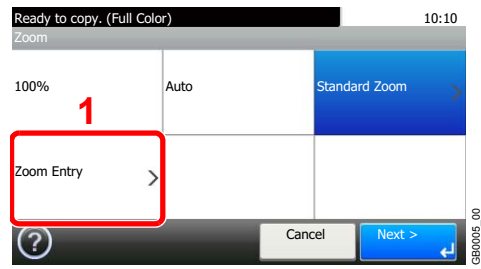 Ready to copy. (Full Color) 10:10
Zoom
100% Auto Standard Zoom
1
Zoom Entry
? Cancel Next >
GB0005_00